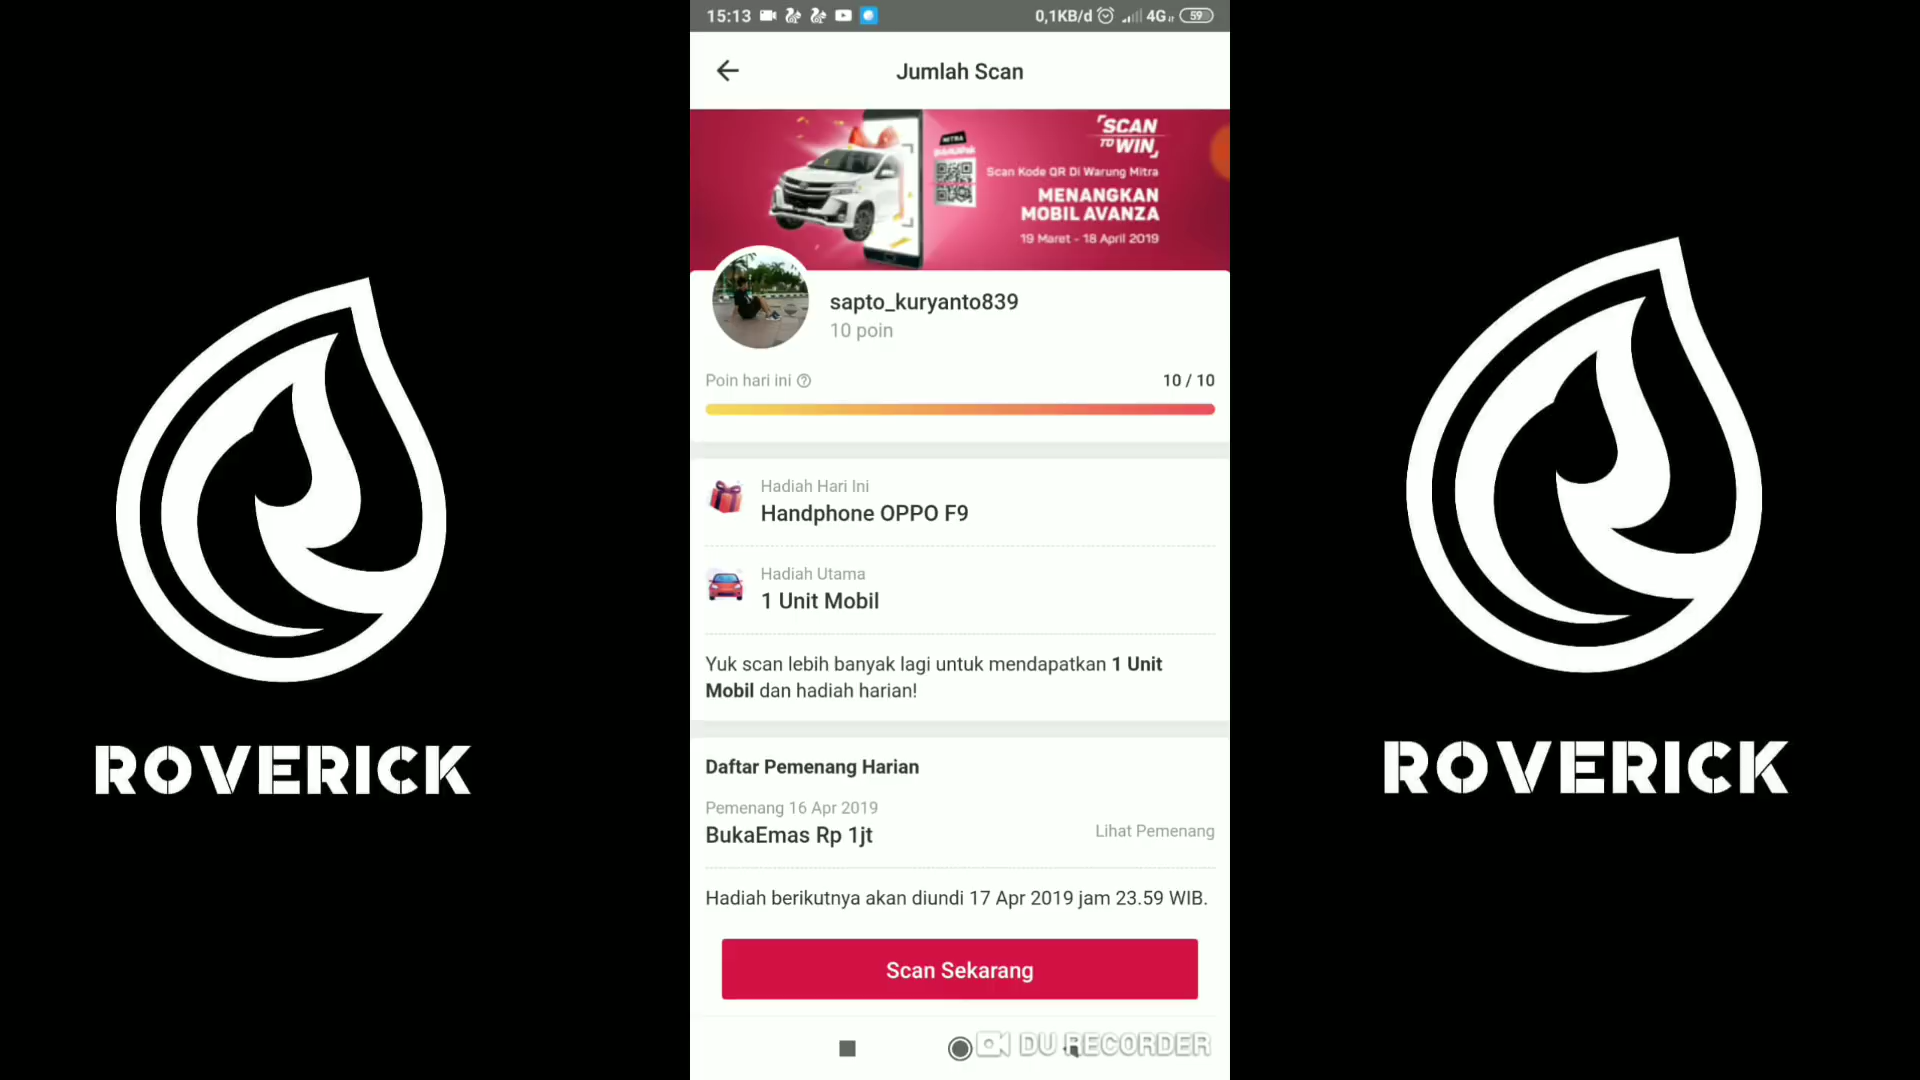 15:13
0,1KB/d
4G
59
Jumlah Scan
SCAN
TO WIN
MITRA
Scan Kode QR Di Warung Mitra
MENANGKAN
MOBIL AVANZA
19 Maret - 18 April 2019
sapto_kuryanto839
10 poin
Poin hari ini
10 / 10
Hadiah Hari Ini
Handphone OPPO F9
Hadiah Utama
1 Unit Mobil
Yuk scan lebih banyak lagi untuk mendapatkan 1 Unit
Mobil dan hadiah harian!
Daftar Pemenang Harian
Pemenang 16 Apr 2019
BukaEmas Rp 1jt
Lihat Pemenang
Hadiah berikutnya akan diundi 17 Apr 2019 jam 23.59 WIB.
Scan Sekarang
DU RECORDER
ROVERICK
ROVERICK